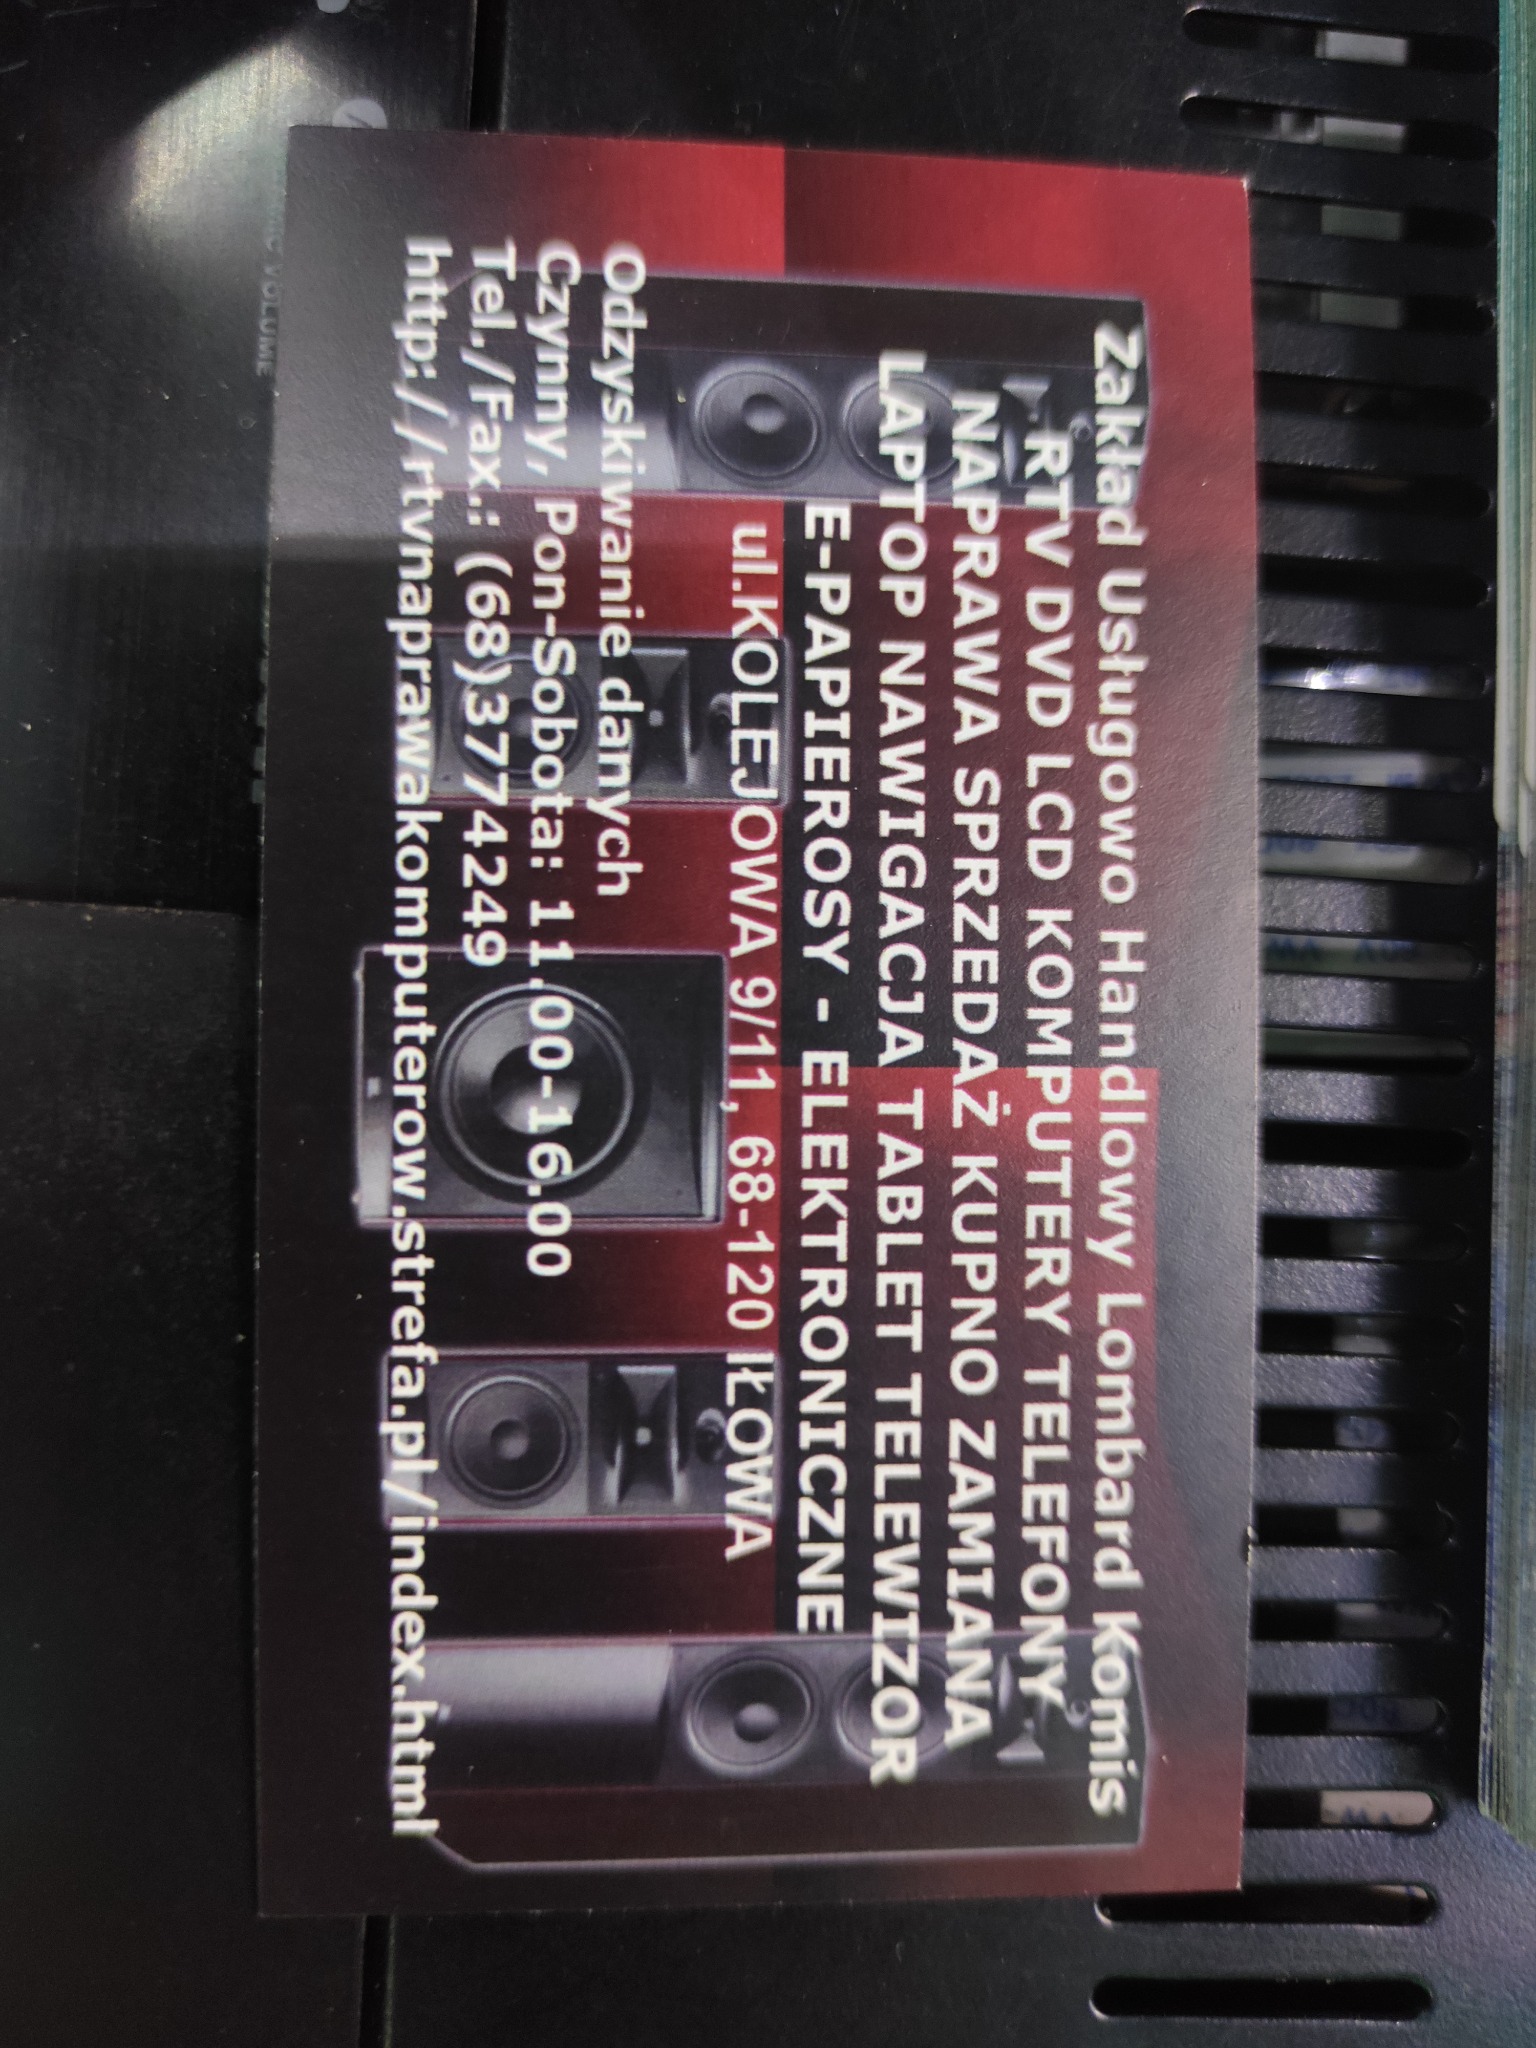 Zakład Usługowo Handlowy Lombard Komis
RTV DVD LCD KOMPUTERY TELEFONY
NAPRAWA SPRZEDAŻ KUPNO ZAMIANA
LAPTOP NAWIGACJA TABLET TELEWIZOR
E-PAPIEROSY - ELEKTRONICZNE
ul.KOLEJOWA 9/11, 68-120 IŁOWA
Odzyskiwanie danych
Czynny, Pon-Sobota: 11.00-16.00
Tel./Fax.: (68)3774249
http://rtvnaprawakomputerow.strefa.pl/index.html
VOLUME